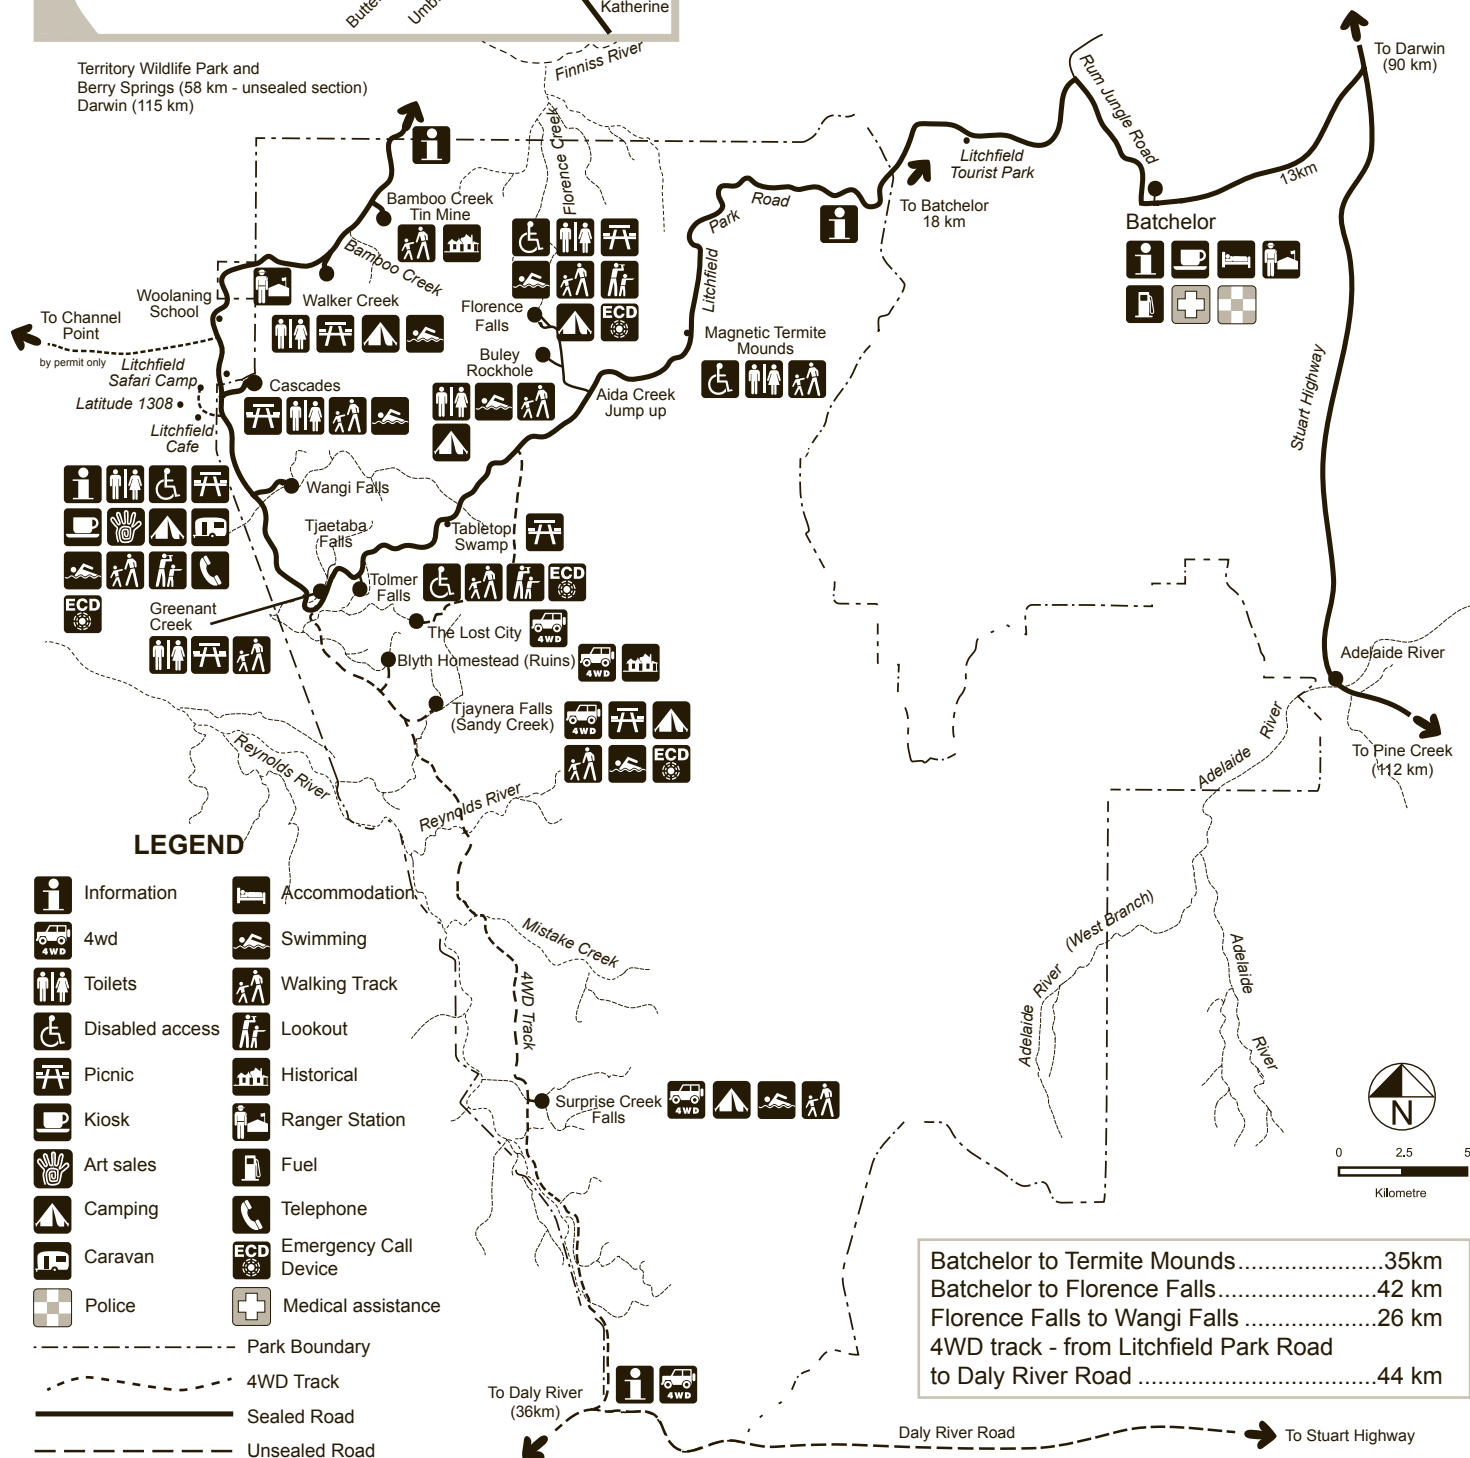 Katherine
Finniss River
Territory Wildlife Park and
Berry Springs (58 km - unsealed section)
Darwin (115 km)
To Darwin
(90 km)
Rum Jungle Road
Litchfield
Tourist Park
13km
To Batchelor
18 km
Batchelor
Stuart Highway
Florence Creek
Litchfield Park Road
Bamboo Creek
Tin Mine
Bamboo Creek
Walker Creek
Woolaning
School
To Channel
Point
by permit only
Litchfield
Safari Camp
Latitude 1308
Litchfield
Cafe
Cascades
Florence
Falls
ECD
Buley
Rockhole
Aida Creek
Jump up
Magnetic Termite
Mounds
Wangi Falls
ECD
Tjaetaba
Falls
Tabletop
Swamp
Tolmer
Falls
ECD
Greenant
Creek
The Lost City
4WD
Blyth Homestead (Ruins)
4WD
Tjaynera Falls
(Sandy Creek)
4WD
ECD
Reynolds River
Reynolds River
Mistake Creek
4WD Track
Surprise Creek
Falls
4WD
Adelaide River
Adelaide River
To Pine Creek
(112 km)
Adelaide River (West Branch)
Adelaide River
N
0 2.5 5
Kilometre
LEGEND
Information
Accommodation
4WD
4wd
Swimming
Toilets
Walking Track
Disabled access
Lookout
Picnic
Historical
Kiosk
Ranger Station
Art sales
Fuel
Camping
Telephone
Caravan
ECD
Emergency Call
Device
Police
Medical assistance
Park Boundary
4WD Track
Sealed Road
Unsealed Road
Batchelor to Termite Mounds......................35km
Batchelor to Florence Falls........................42 km
Florence Falls to Wangi Falls ....................26 km
4WD track - from Litchfield Park Road
to Daly River Road ....................................44 km
4WD
To Daly River
(36km)
Daly River Road
To Stuart Highway